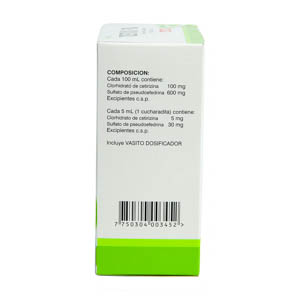 COMPOSICION:
Cada 100 mL contiene:
Clorhidrato de cetirizina 100 mg
Sulfato de pseudoefedrina 600 mg
Excipientes c.s.p.
Cada 5 mL (1 cucharadita) contiene:
Clorhidrato de cetirizina 5 mg
Sulfato de pseudoefedrina 30 mg
Excipientes c.s.p.
Incluye VASITO DOSIFICADOR
7 750304 003452 >